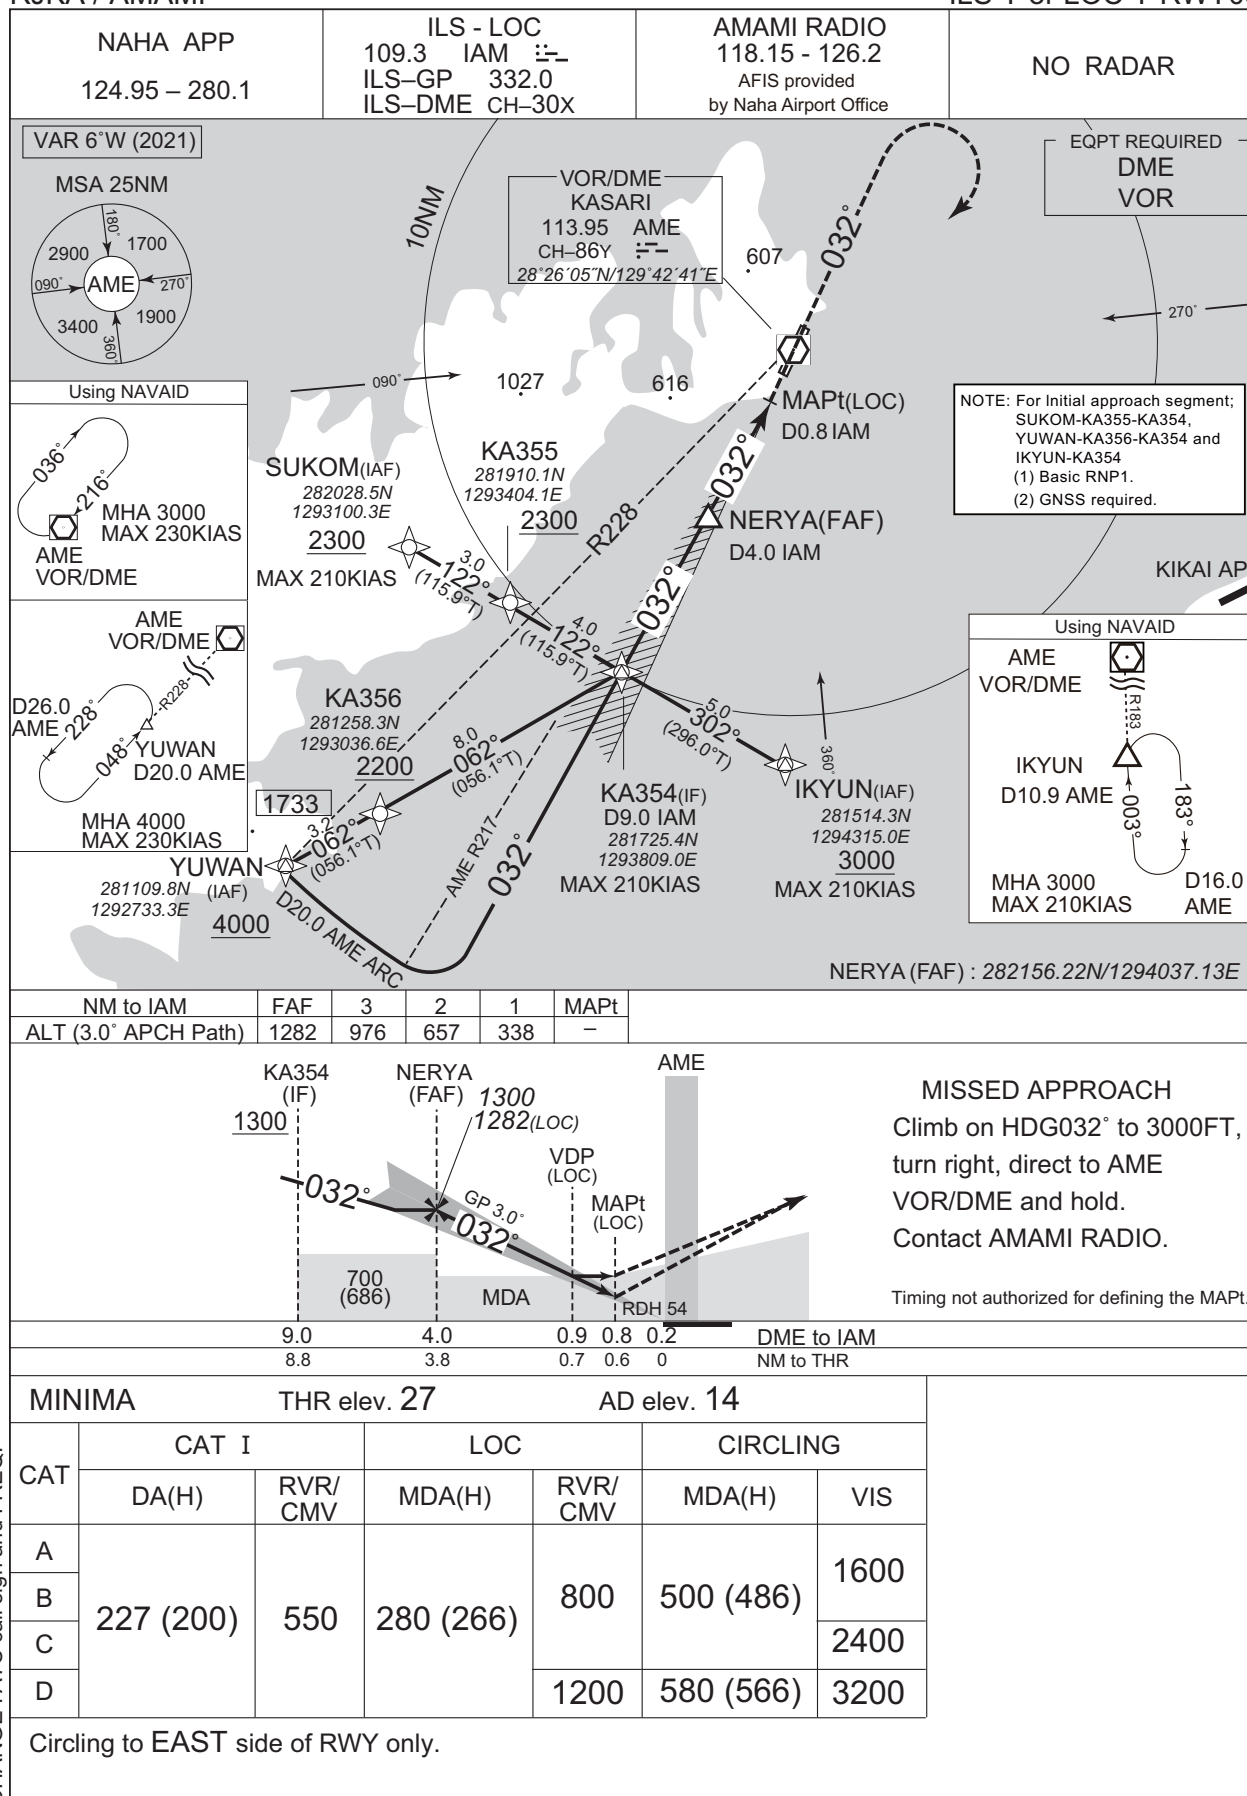 NAHA APP
124.95 – 280.1
ILS - LOC
109.3 IAM
ILS–GP 332.0
ILS–DME CH–30X
AMAMI RADIO
118.15 - 126.2
AFIS provided
by Naha Airport Office
NO RADAR
VAR 6°W (2021)
MSA 25NM
180°
2900
1700
090°
AME
270°
3400
1900
360°
10NM
VOR/DME
KASARI
113.95 AME
CH–86Y
28°26´05˝N/129°42´41˝E
607
032°
EQPT REQUIRED
DME
VOR
270°
090°
1027
616
MAPt(LOC)
D0.8 IAM
NOTE: For Initial approach segment;
SUKOM-KA355-KA354,
YUWAN-KA356-KA354 and
IKYUN-KA354
(1) Basic RNP1.
(2) GNSS required.
Using NAVAID
036°
216°
MHA 3000
MAX 230KIAS
AME
VOR/DME
SUKOM(IAF)
282028.5N
1293100.3E
2300
MAX 210KIAS
KA355
281910.1N
1293404.1E
2300
R228
032°
NERYA(FAF)
D4.0 IAM
3.0
122°
(115.9°T)
4.0
122°
(115.9°T)
032°
KIKAI AP
AME
VOR/DME
R228
D26.0
AME
228°
048°
YUWAN
D20.0 AME
MHA 4000
MAX 230KIAS
KA356
281258.3N
1293036.6E
2200
8.0
062°
(056.1°T)
1733
3.2
062°
(056.1°T)
YUWAN
(IAF)
281109.8N
1292733.3E
4000
D20.0 AME ARC
AME R217
032°
5.0
302°
(296.0°T)
360°
KA354(IF)
D9.0 IAM
281725.4N
1293809.0E
MAX 210KIAS
IKYUN(IAF)
281514.3N
1294315.0E
3000
MAX 210KIAS
Using NAVAID
AME
VOR/DME
R183
IKYUN
D10.9 AME
003°
183°
MHA 3000
MAX 210KIAS
D16.0
AME
NERYA (FAF) : 282156.22N/1294037.13E
NM to IAM FAF 3 2 1 MAPt
ALT (3.0° APCH Path) 1282 976 657 338 –
KA354
(IF)
1300
NERYA
(FAF)
1300
1282(LOC)
AME
VDP
(LOC)
MAPt
(LOC)
032°
GP 3.0°
032°
700
(686)
MDA
RDH 54
9.0 4.0 0.9 0.8 0.2 DME to IAM
8.8 3.8 0.7 0.6 0 NM to THR
MISSED APPROACH
Climb on HDG032° to 3000FT,
turn right, direct to AME
VOR/DME and hold.
Contact AMAMI RADIO.
Timing not authorized for defining the MAPt.
MINIMA THR elev. 27 AD elev. 14
CAT CAT I LOC CIRCLING
DA(H) RVR/CMV MDA(H) RVR/CMV MDA(H) VIS
A
B
C
D
227 (200) 550 280 (266) 800 500 (486) 1600
2400
1200 580 (566) 3200
Circling to EAST side of RWY only.